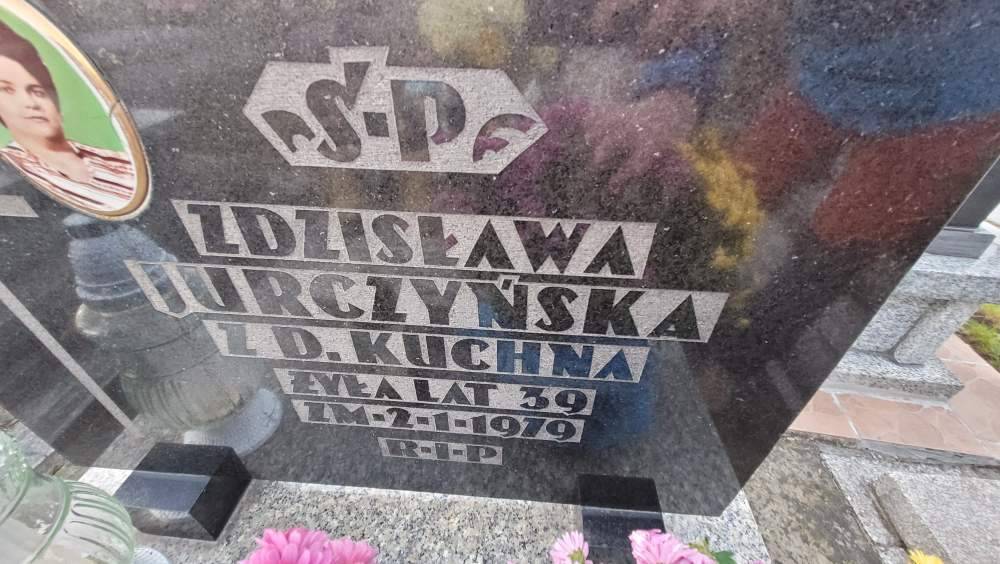 Ś.P
ZDZISŁAWA
JURCZYŃSKA
Z D. KUCHNA
ŻYŁA LAT 39
ZM-2-1-1979
R-I-P